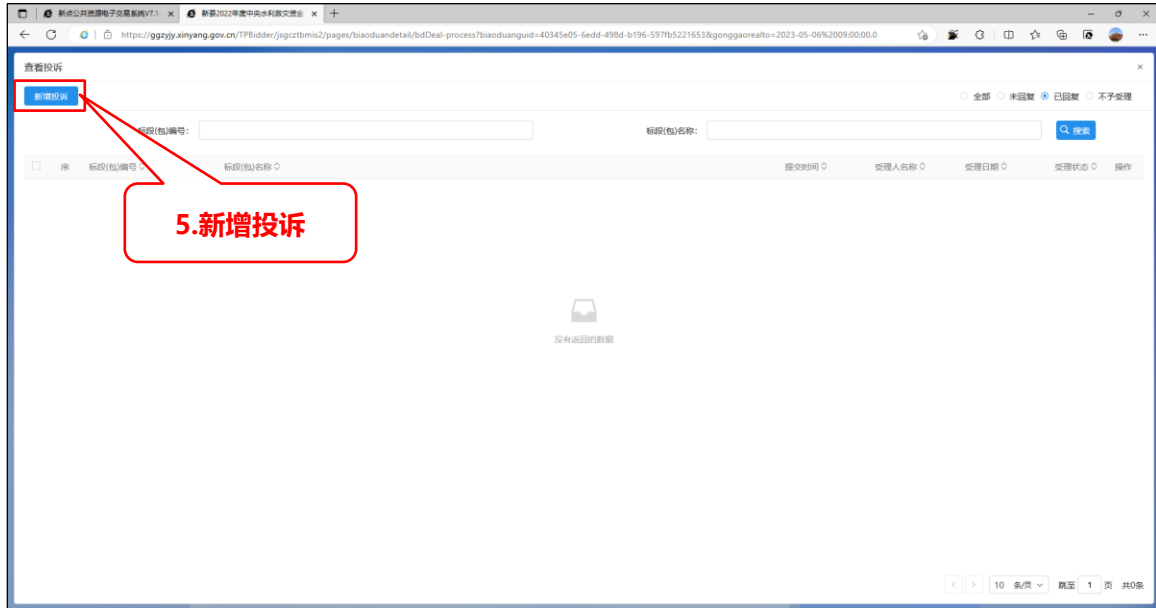 新点公共资源电子交易系统V7.1-
新县2022年度中央水利救灾资金
https://ggzyjy.xinyang.gov.cn/TPBidder/jsgcztbmis2/pages/biaoduandetail/bdDeal-process?biaoduanguid=40345e05-6edd-498d-b196-597fb5221653&gonggaorealto=2023-05-06%2009:00:00.0
查看投诉
新增投诉
全部 未回复 已回复 不予受理
标段(包)编号:
标段(包)名称:
搜索
序 标段(包)编号 标段(包)名称 提交时间 受理人名称 受理日期 受理状态 操作
5.新增投诉
没有返回的数据
10 条/页 跳至 1 页 共0条